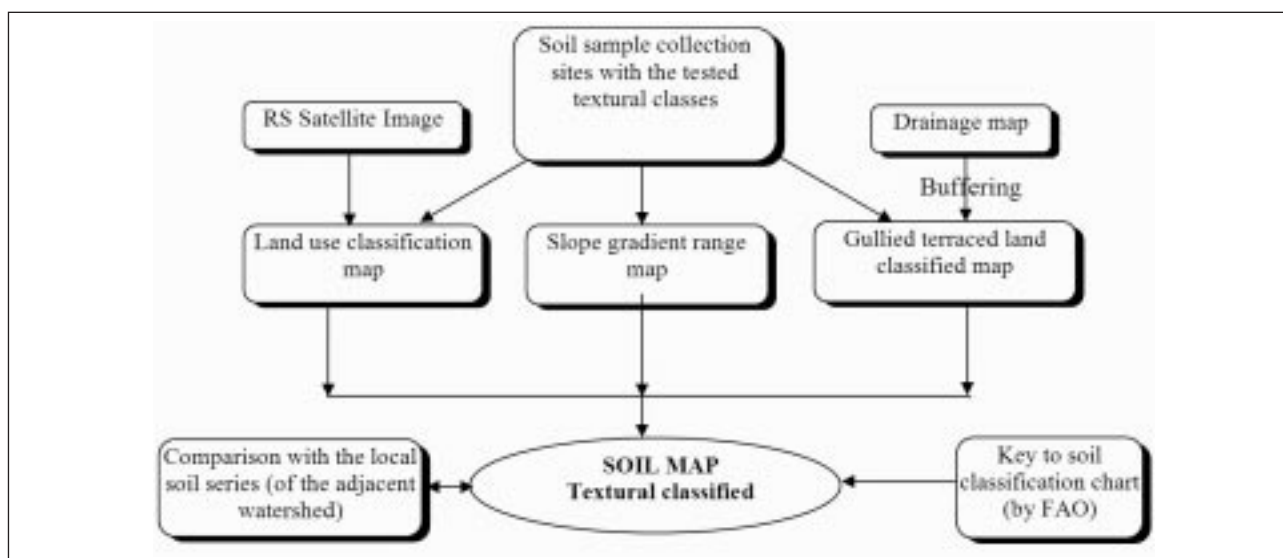 Soil sample collection
sites with the tested
textural classes
RS Satellite Image
Drainage map
Buffering
Land use classification
map
Slope gradient range
map
Gullied terraced land
classified map
Comparison with the local
soil series (of the adjacent
watershed)
SOIL MAP
Textural classified
Key to soil
classification chart
(by FAO)